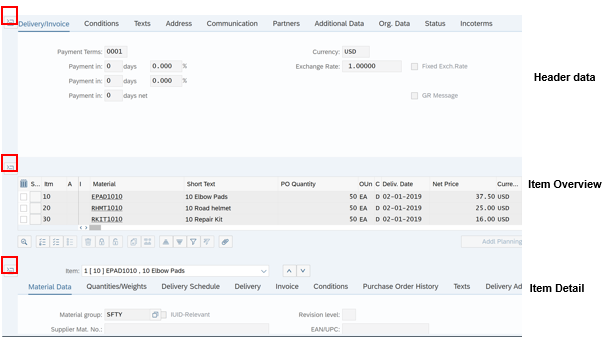 Delivery/Invoice Conditions Texts Address Communication Partners Additional Data Org. Data Status Incoterms
Payment Terms: 0001 Currency: USD
Payment in: 0 days 0.000 % Exchange Rate: 1.00000 Fixed Exch.Rate
Payment in: 0 days 0.000 %
Payment in: 0 days net GR Message
Header data
S... Itm A I Material Short Text PO Quantity OUn C Deliv. Date Net Price Curre...
Item Overview
10 EPAD1010 10 Elbow Pads 50 EA D 02-01-2019 37.50 USD
20 RHMT1010 10 Road helmet 50 EA D 02-01-2019 25.00 USD
30 RKIT1010 10 Repair Kit 50 EA D 02-01-2019 16.00 USD
Addl Planning
Item: 1 [ 10 ] EPAD1010 , 10 Elbow Pads
Item Detail
Material Data Quantities/Weights Delivery Schedule Delivery Invoice Conditions Purchase Order History Texts Delivery Ad
Material group: SFTY IUID-Relevant Revision level:
Supplier Mat. No.: EAN/UPC: